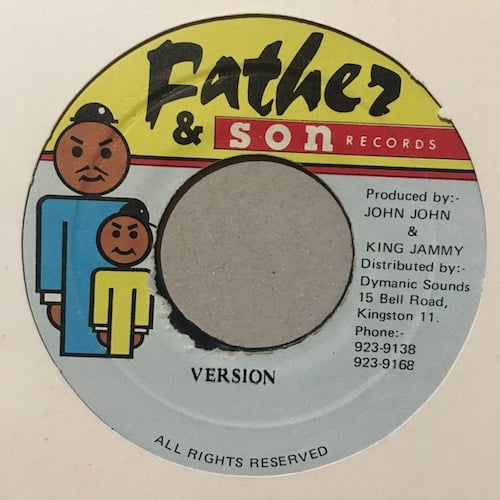 Father
& son RECORDS
Produced by:-
JOHN JOHN
&
KING JAMMY
Distributed by:-
Dymanic Sounds
15 Bell Road,
Kingston 11.
Phone:-
923-9138
923-9168
VERSION
ALL RIGHTS RESERVED